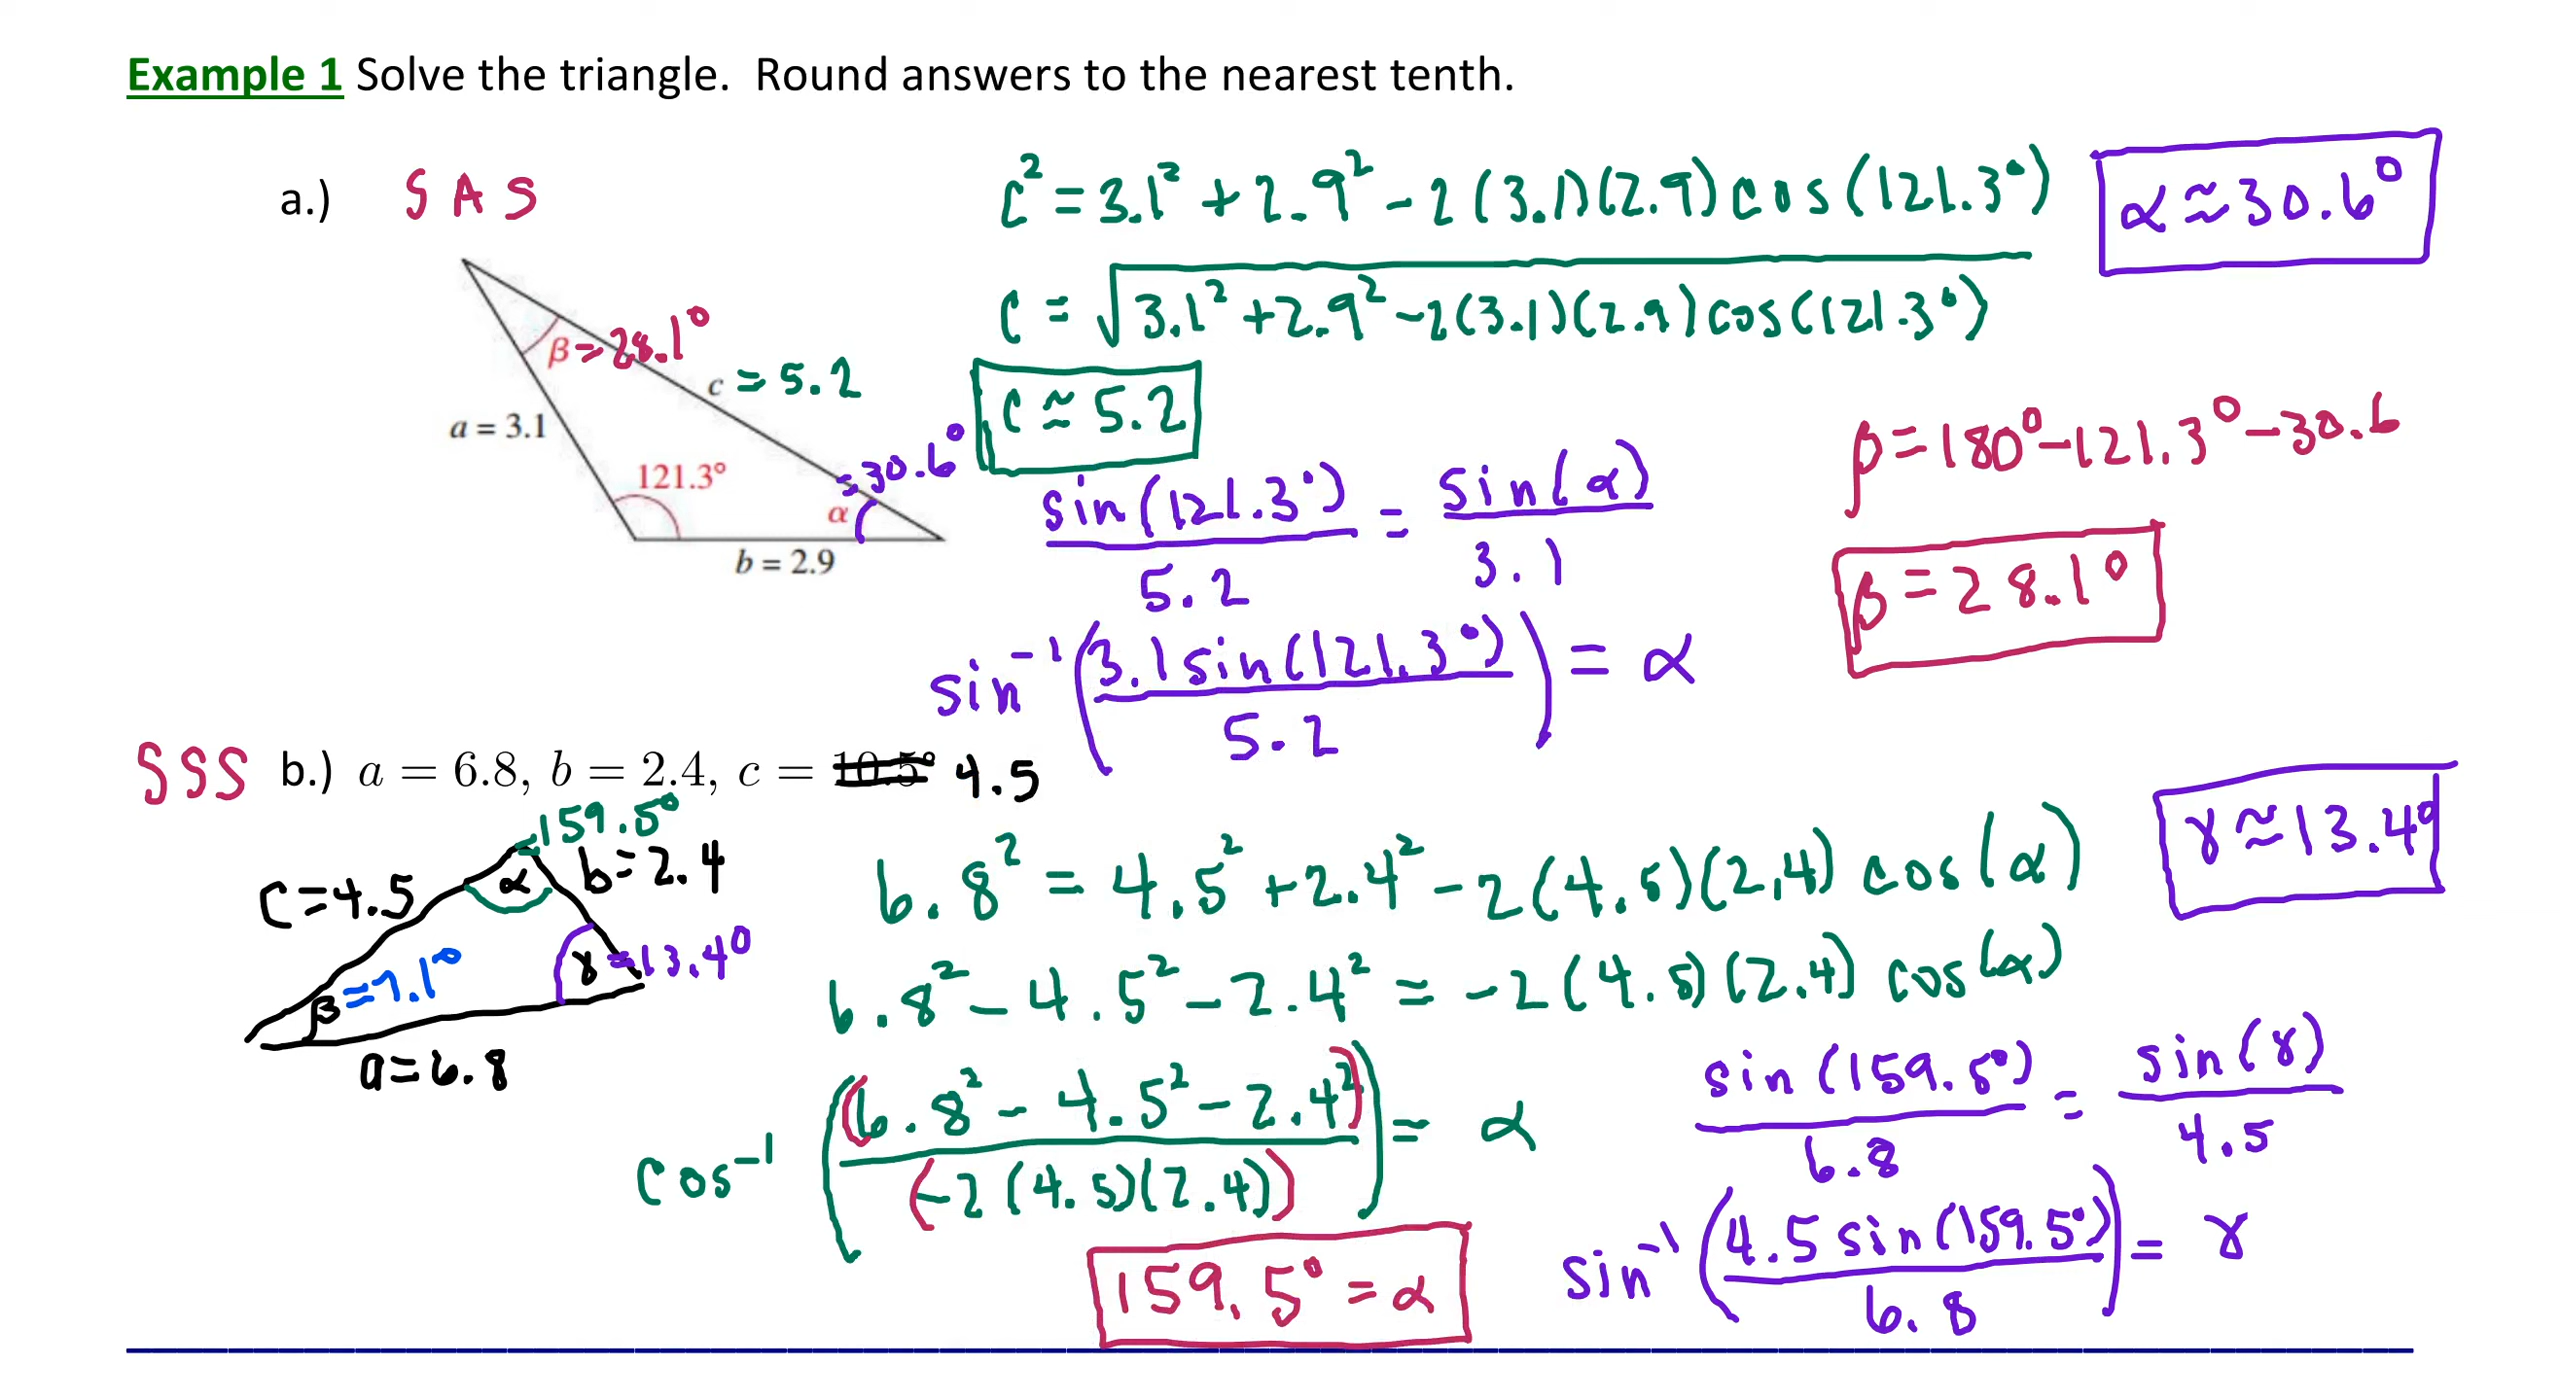 Example 1 Solve the triangle. Round answers to the nearest tenth.
a.) SAS
β = 28.1°
c = 5.2
a = 3.1
121.3°
α = 30.6°
b = 2.9
c² = 3.1² + 2.9² - 2(3.1)(2.9)cos(121.3°)
c = √3.1² + 2.9² - 2(3.1)(2.9)cos(121.3°)
c ≈ 5.2
sin(121.3°)/5.2 = sin(α)/3.1
sin⁻¹(3.1sin(121.3°)/5.2) = α
α ≈ 30.6°
β = 180° - 121.3° - 30.6
β = 28.1°
SSS b.) a = 6.8, b = 2.4, c = 10.5° 4.5
=159.5°
c = 4.5
α
b = 2.4
β = 7.1°
γ = 13.4°
a = 6.8
6.8² = 4.5² + 2.4² - 2(4.5)(2.4) cos(α)
6.8² - 4.5² - 2.4² = -2(4.5)(2.4) cos(α)
cos⁻¹((6.8² - 4.5² - 2.4²)/(-2(4.5)(2.4))) = α
159.5° = α
sin(159.5°)/6.8 = sin(γ)/4.5
sin⁻¹(4.5 sin(159.5°)/6.8) = γ
γ ≈ 13.4°